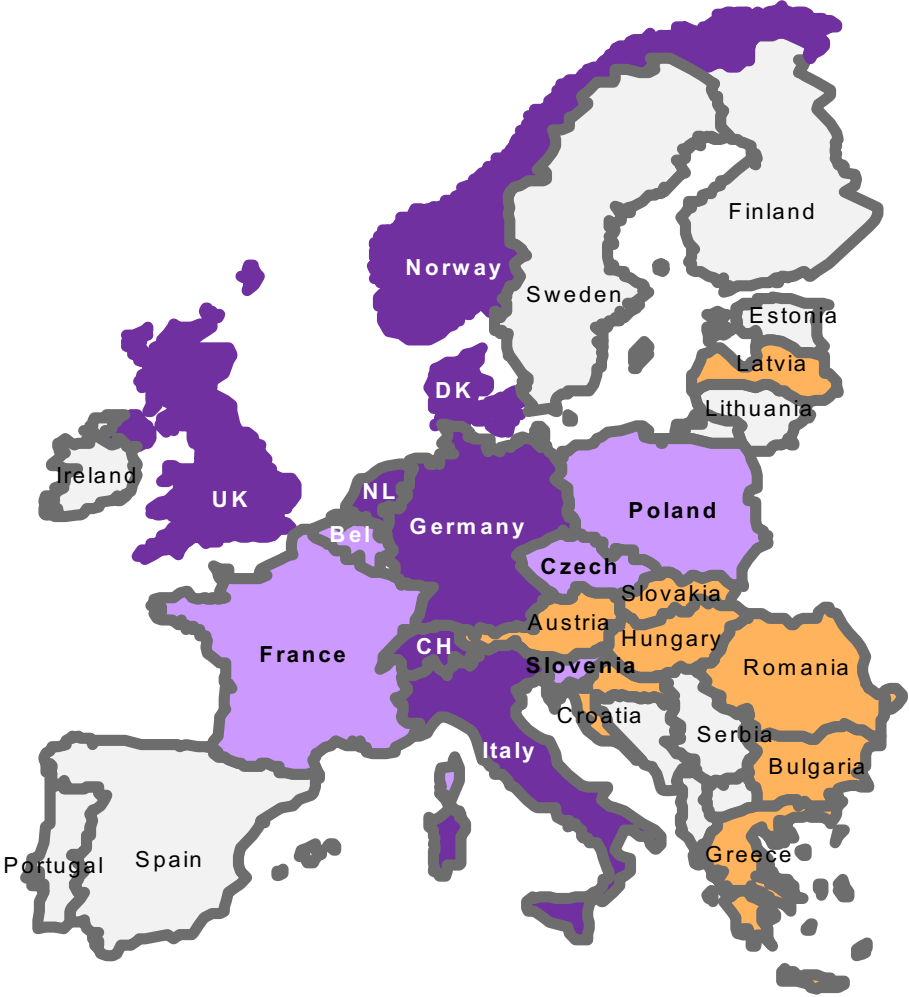 Finland
Norway
Sweden
Estonia
Latvia
DK
Lithuania
Ireland
NL
UK
Poland
Germany
Bel
Czech
Slovakia
Austria
Hungary
CH
France
Slovenia
Romania
Croatia
Serbia
Italy
Bulgaria
Greece
Spain
Portugal